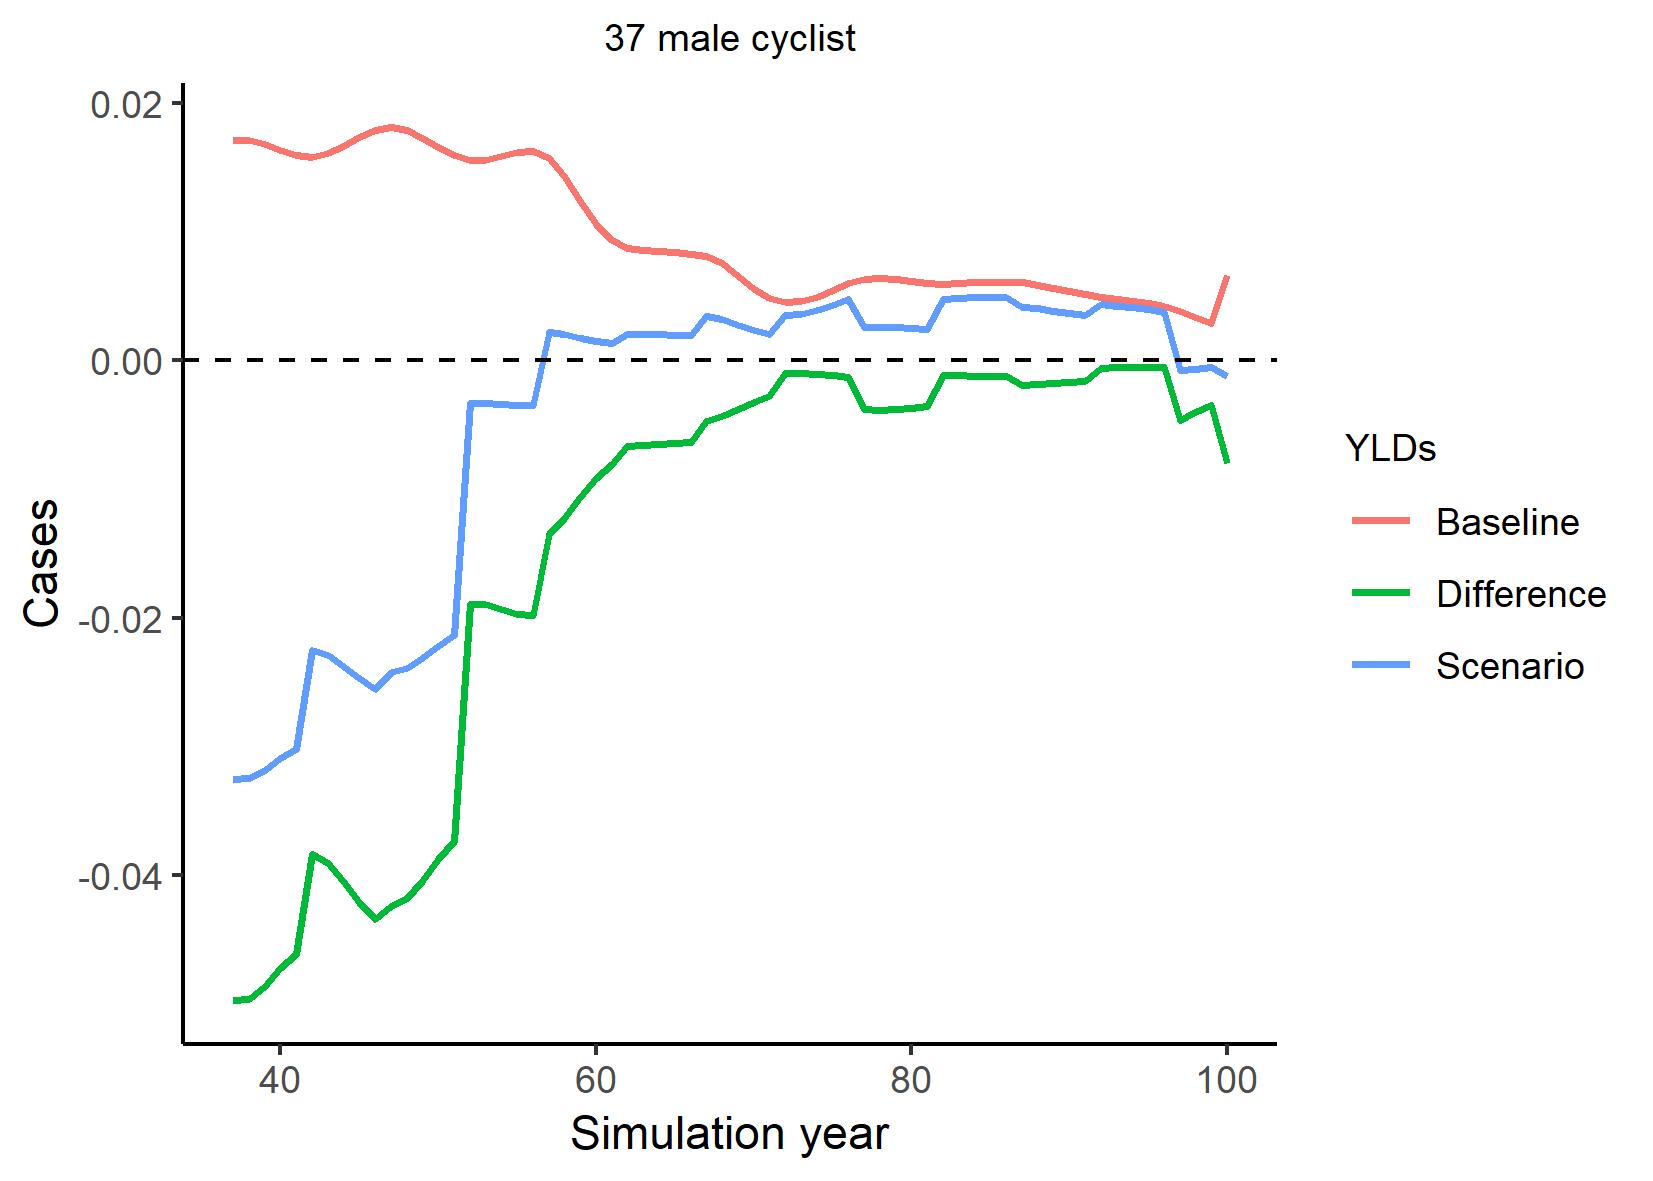 37 male cyclist
0.02
0.00
-0.02
-0.04
Cases
40 60 80 100
Simulation year
YLDs
Baseline
Difference
Scenario